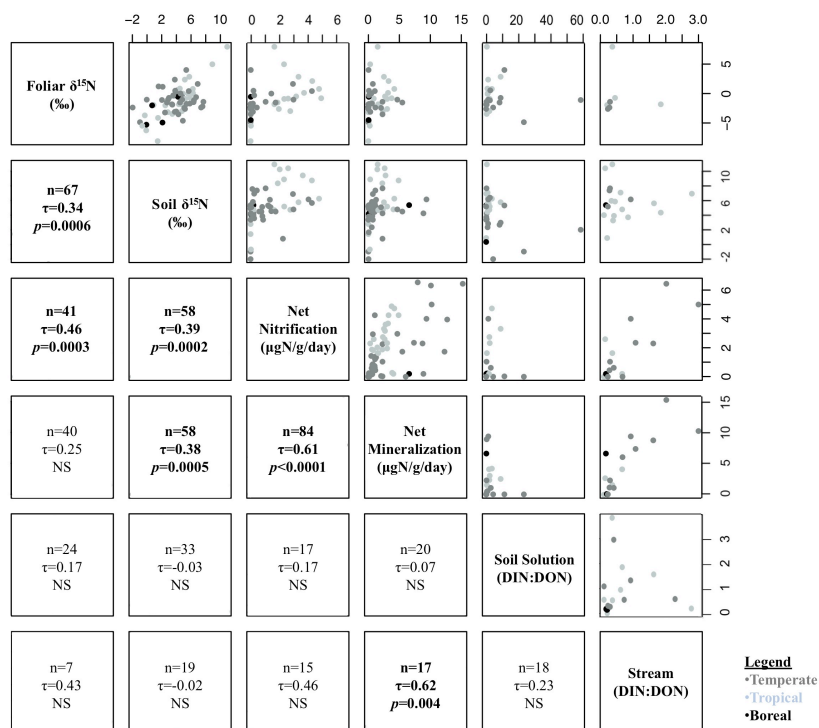 −2 2 6 10 0 2 4 6 0 5 10 15 0 20 40 60 0.0 1.0 2.0 3.0
Foliar δ¹⁵N
(‰)
5
0
−5
n=67
τ=0.34
p=0.0006
Soil δ¹⁵N
(‰)
10
6
2
-2
n=41
τ=0.46
p=0.0003
n=58
τ=0.39
p=0.0002
Net
Nitrification
(µgN/g/day)
6
4
2
0
n=40
τ=0.25
NS
n=58
τ=0.38
p=0.0005
n=84
τ=0.61
p<0.0001
Net
Mineralization
(µgN/g/day)
15
10
5
0
n=24
τ=0.17
NS
n=33
τ=-0.03
NS
n=17
τ=0.17
NS
n=20
τ=0.07
NS
Soil Solution
(DIN:DON)
3
2
1
0
n=7
τ=0.43
NS
n=19
τ=-0.02
NS
n=15
τ=0.46
NS
n=17
τ=0.62
p=0.004
n=18
τ=0.23
NS
Stream
(DIN:DON)
Legend
•Temperate
•Tropical
•Boreal